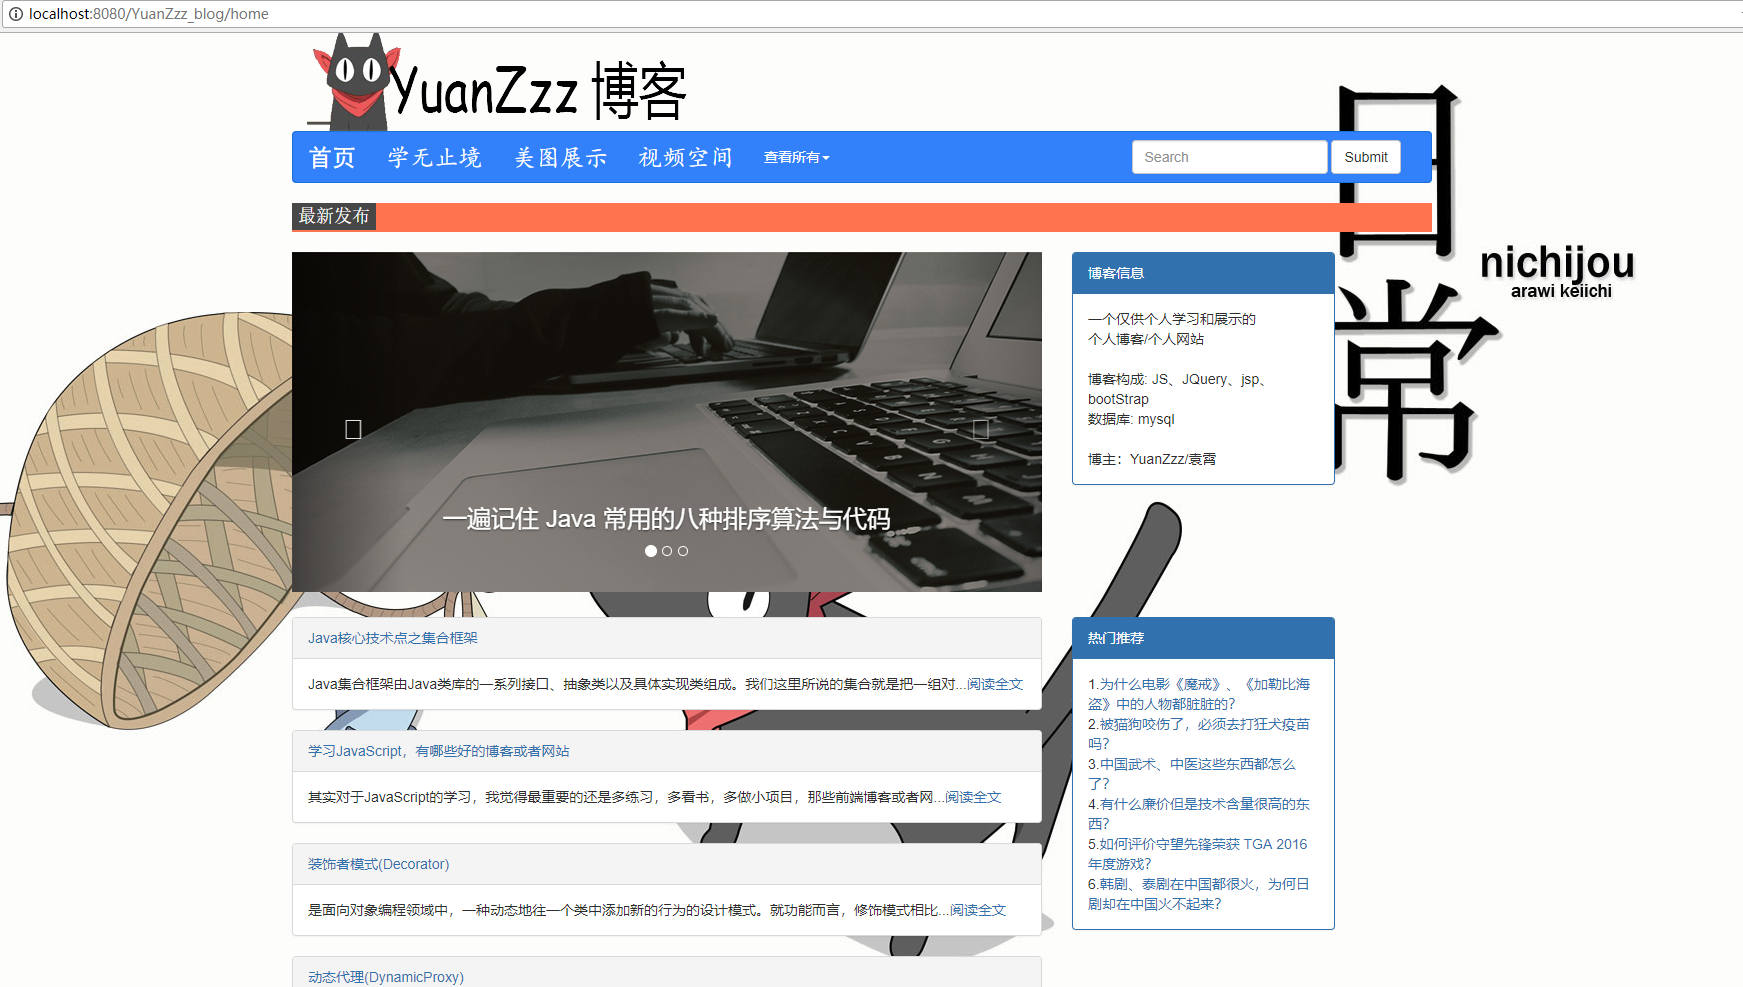 localhost:8080/YuanZzz_blog/home
YuanZzz 博客
首页 学无止境 美图展示 视频空间 查看所有 Search Submit
最新发布
日常
nichijou
arawi keiichi
一遍记住 Java 常用的八种排序算法与代码
博客信息
一个仅供个人学习和展示的
个人博客/个人网站
博客构成: JS、JQuery、jsp、
bootStrap
数据库: mysql
博主：YuanZzz/袁霄
Java核心技术点之集合框架
Java集合框架由Java类库的一系列接口、抽象类以及具体实现类组成。我们这里所说的集合就是把一组对...阅读全文
学习JavaScript，有哪些好的博客或者网站
其实对于JavaScript的学习，我觉得最重要的还是多练习，多看书，多做小项目，那些前端博客或者网...阅读全文
装饰者模式(Decorator)
是面向对象编程领域中，一种动态地往一个类中添加新的行为的设计模式。就功能而言，修饰模式相比...阅读全文
动态代理(DynamicProxy)
热门推荐
1.为什么电影《魔戒》、《加勒比海
盗》中的人物都脏脏的？
2.被猫狗咬伤了，必须去打狂犬疫苗
吗？
3.中国武术、中医这些东西都怎么
了？
4.有什么廉价但是技术含量很高的东
西？
5.如何评价守望先锋荣获 TGA 2016
年度游戏？
6.韩剧、泰剧在中国都很火，为何日
剧却在中国火不起来？